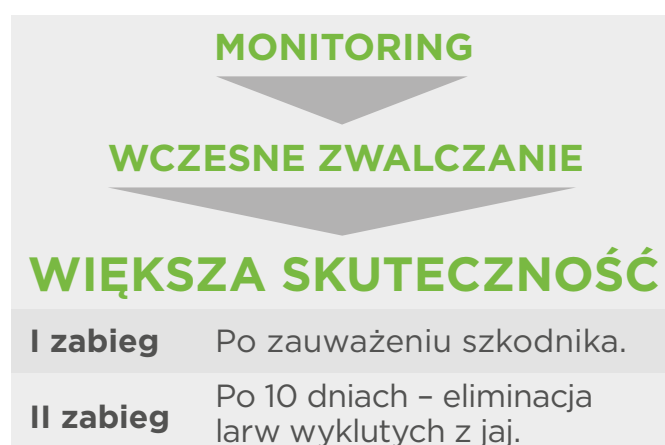 MONITORING
WCZESNE ZWALCZANIE
WIĘKSZA SKUTECZNOŚĆ
I zabieg Po zauważeniu szkodnika.
II zabieg Po 10 dniach – eliminacja
larw wyklutych z jaj.